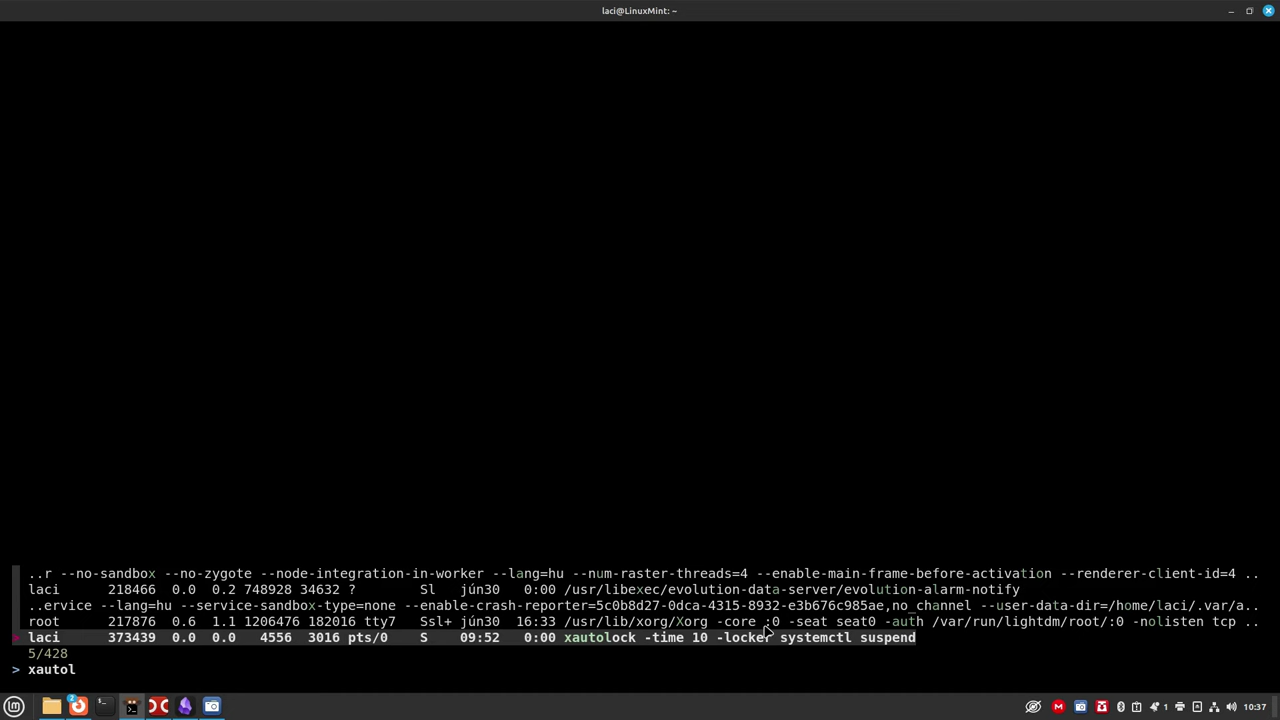 laci@LinuxMint: ~
..r --no-sandbox --no-zygote --node-integration-in-worker --lang=hu --num-raster-threads=4 --enable-main-frame-before-activation --renderer-client-id=4 ..
laci 218466 0.0 0.2 748928 34632 ? Sl jún30 0:00 /usr/libexec/evolution-data-server/evolution-alarm-notify
..ervice --lang=hu --service-sandbox-type=none --enable-crash-reporter=5c0b8d27-0dca-4315-8932-e3b676c985ae,no_channel --user-data-dir=/home/laci/.var/a..
root 217876 0.6 1.1 1206476 182016 tty7 Ssl+ jún30 16:33 /usr/lib/xorg/Xorg -core :0 -seat seat0 -auth /var/run/lightdm/root/:0 -nolisten tcp ..
> laci 373439 0.0 0.0 4556 3016 pts/0 S 09:52 0:00 xautolock -time 10 -locker systemctl suspend
5/428
> xautol
2
1
10:37